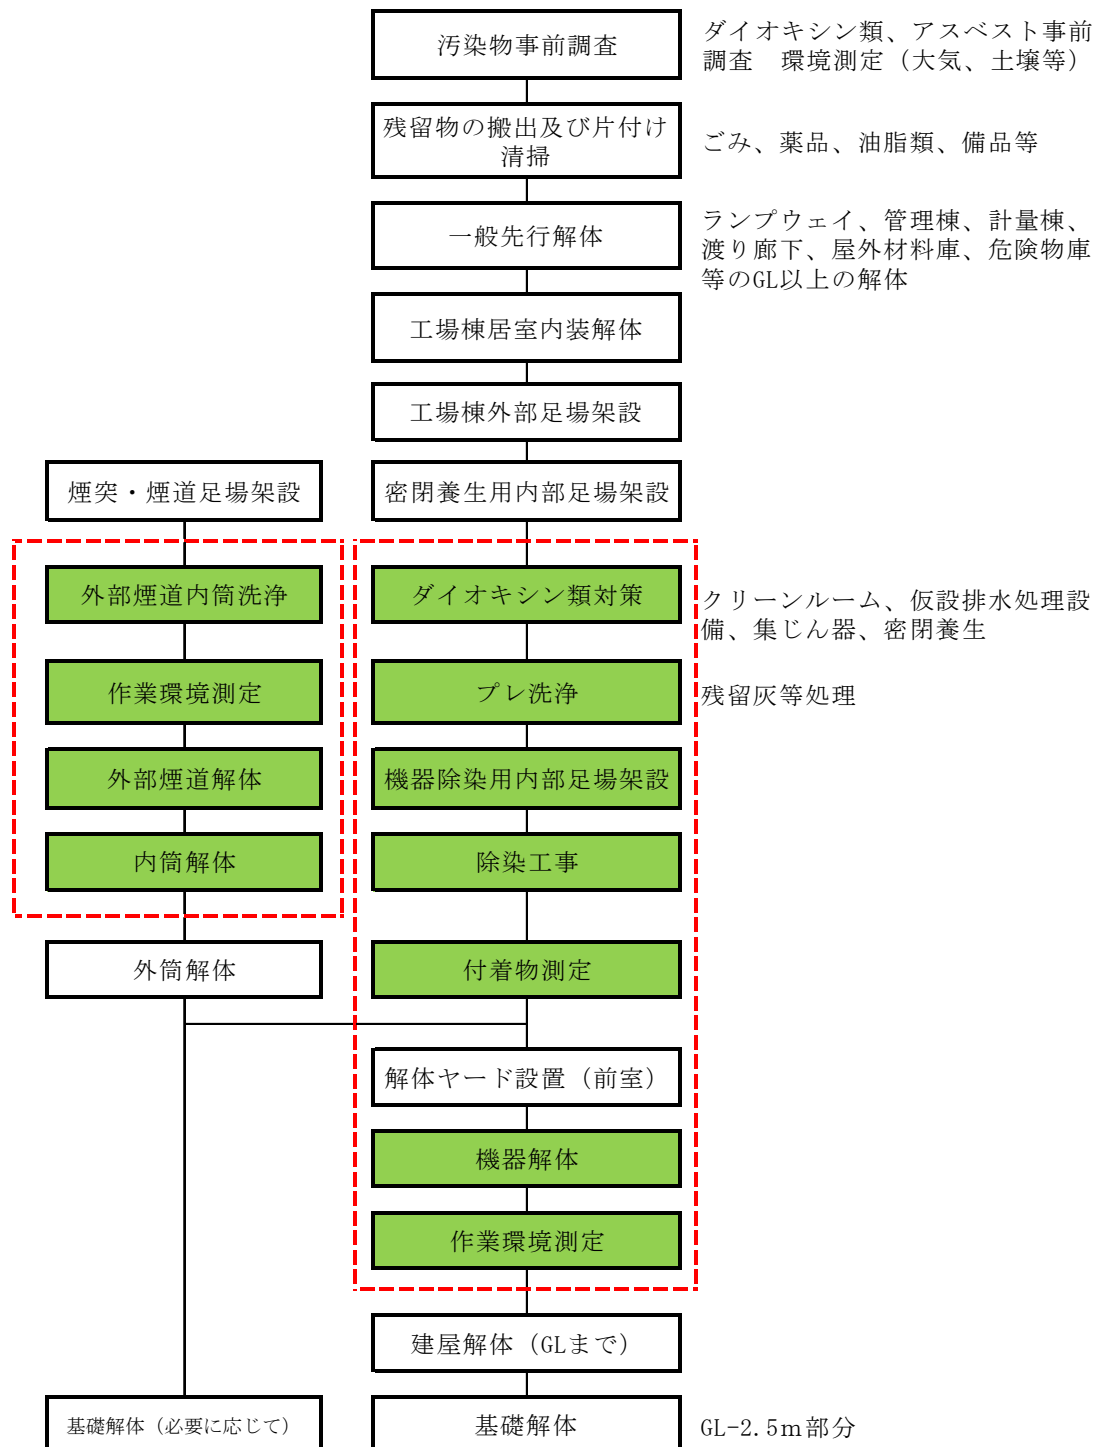 汚染物事前調査
ダイオキシン類、アスベスト事前
調査　環境測定（大気、土壌等）
残留物の搬出及び片付け
清掃
ごみ、薬品、油脂類、備品等
一般先行解体
ランプウェイ、管理棟、計量棟、
渡り廊下、屋外材料庫、危険物庫
等のGL以上の解体
工場棟居室内装解体
工場棟外部足場架設
煙突・煙道足場架設
密閉養生用内部足場架設
外部煙道内筒洗浄
ダイオキシン類対策
クリーンルーム、仮設排水処理設
備、集じん器、密閉養生
作業環境測定
プレ洗浄
残留灰等処理
外部煙道解体
機器除染用内部足場架設
内筒解体
除染工事
外筒解体
付着物測定
解体ヤード設置（前室）
機器解体
作業環境測定
建屋解体（GLまで）
基礎解体（必要に応じて）
基礎解体
GL-2.5m部分